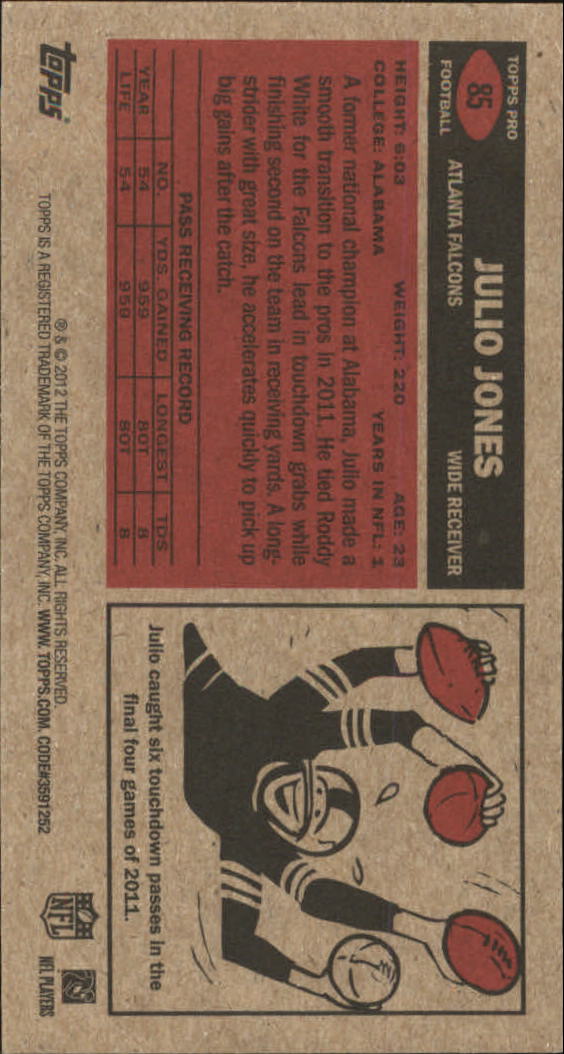 TOPPS PRO
85
FOOTBALL
JULIO JONES
ATLANTA FALCONS WIDE RECEIVER
HEIGHT: 6:03 WEIGHT: 220 AGE: 23
COLLEGE: ALABAMA YEARS IN NFL: 1
A former national champion at Alabama, Julio made a
smooth transition to the pros in 2011. He tied Roddy
White for the Falcons lead in touchdown grabs while
finishing second on the team in receiving yards. A long-
strider with great size, he accelerates quickly to pick up
big gains after the catch.
PASS RECEIVING RECORD
NO. YDS. GAINED LONGEST TDS
YEAR 54 959 80T 8
LIFE 54 959 80T 8
Julio caught six touchdown passes in the
final four games of 2011.
topps
® & © 2012 THE TOPPS COMPANY, INC. ALL RIGHTS RESERVED.
TOPPS IS A REGISTERED TRADEMARK OF THE TOPPS COMPANY, INC. WWW.TOPPS.COM. CODE#3591252
NFL
NFL PLAYERS